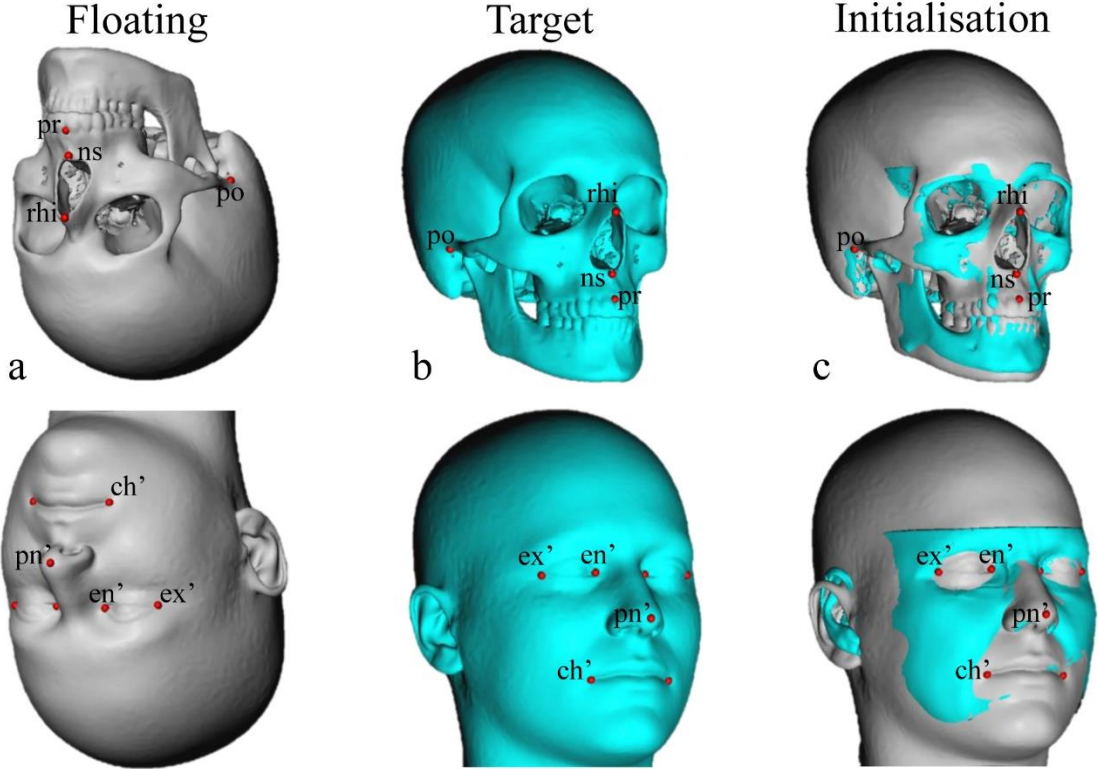 Floating
Target
Initialisation
pr
ns
rhi
po
a
rhi
po
ns
pr
b
rhi
po
ns
pr
c
ch’
pn’
en’
ex’
ex’
en’
pn’
ch’
ex’
en’
pn’
ch’